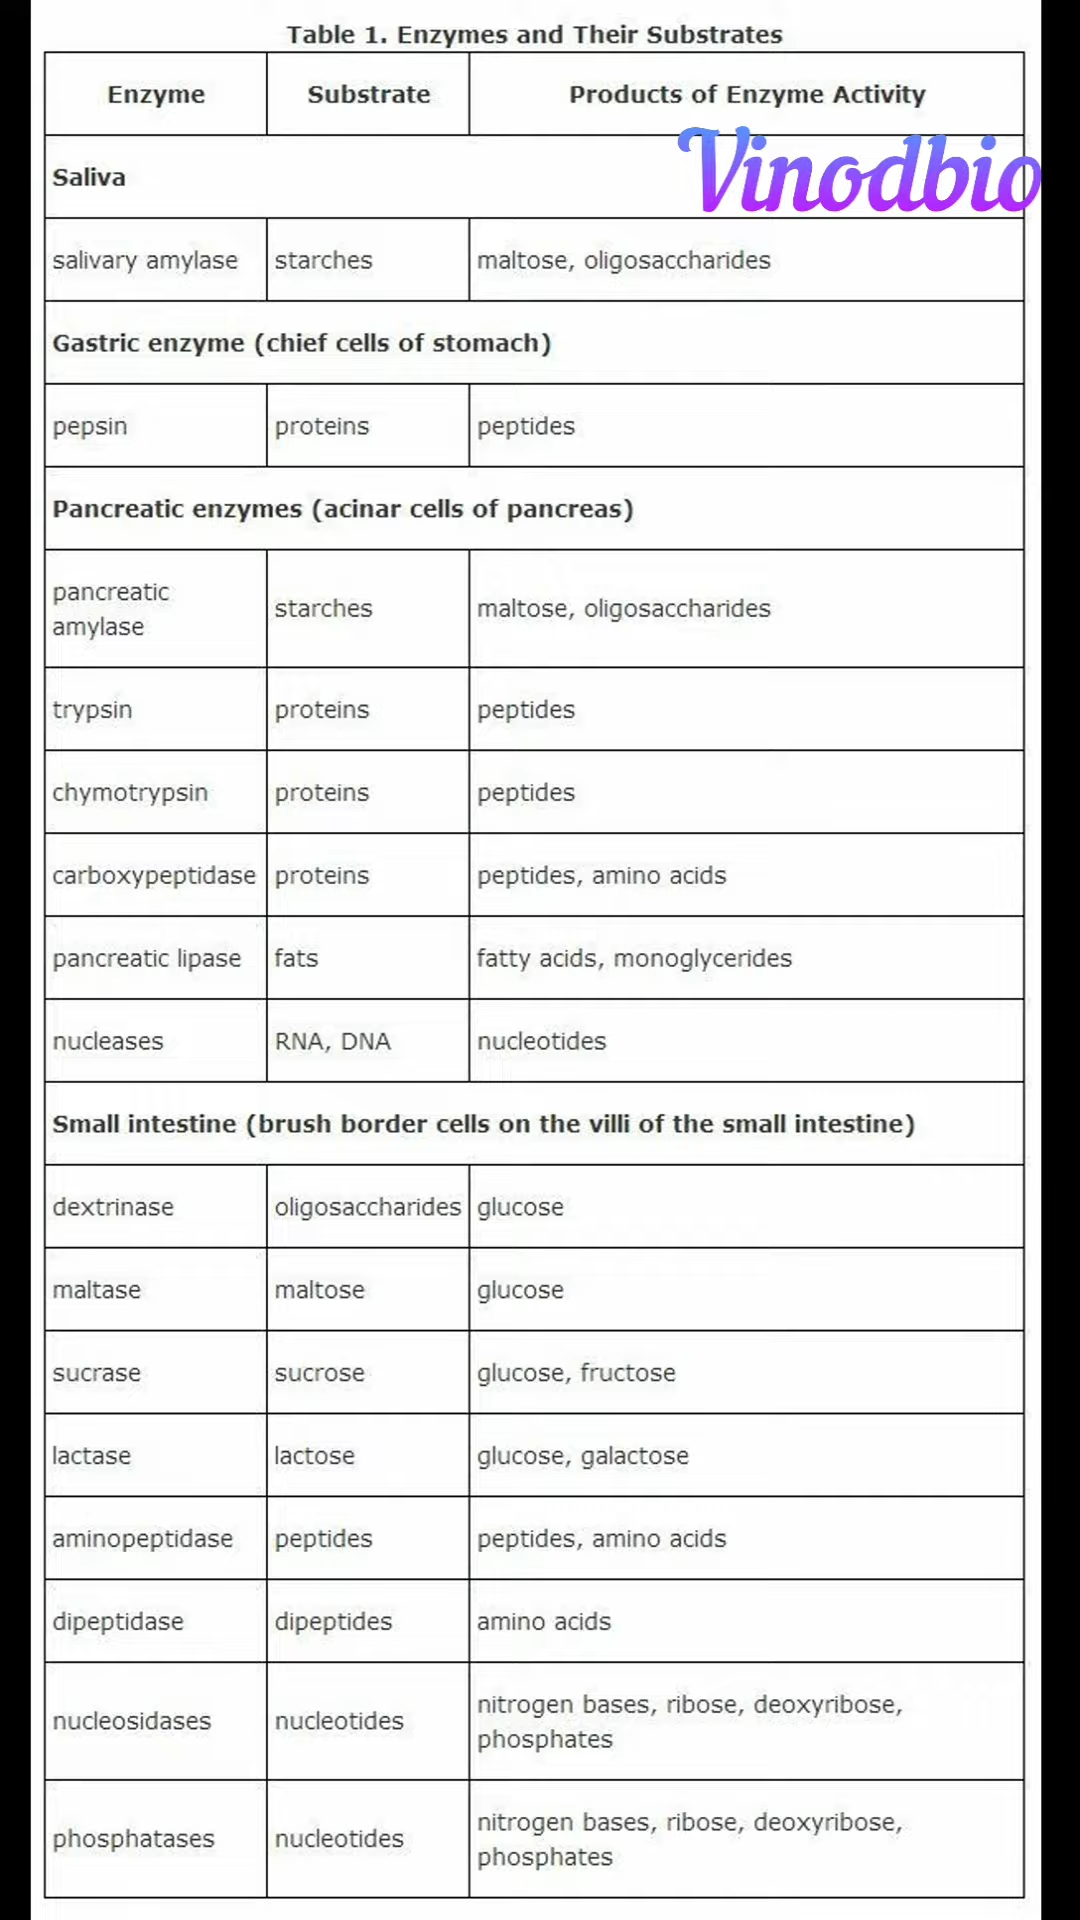 Table 1. Enzymes and Their Substrates
Enzyme Substrate Products of Enzyme Activity
Vinodbio
Saliva
salivary amylase starches maltose, oligosaccharides
Gastric enzyme (chief cells of stomach)
pepsin proteins peptides
Pancreatic enzymes (acinar cells of pancreas)
pancreatic
amylase starches maltose, oligosaccharides
trypsin proteins peptides
chymotrypsin proteins peptides
carboxypeptidase proteins peptides, amino acids
pancreatic lipase fats fatty acids, monoglycerides
nucleases RNA, DNA nucleotides
Small intestine (brush border cells on the villi of the small intestine)
dextrinase oligosaccharides glucose
maltase maltose glucose
sucrase sucrose glucose, fructose
lactase lactose glucose, galactose
aminopeptidase peptides peptides, amino acids
dipeptidase dipeptides amino acids
nucleosidases nucleotides nitrogen bases, ribose, deoxyribose,
phosphates
phosphatases nucleotides nitrogen bases, ribose, deoxyribose,
phosphates